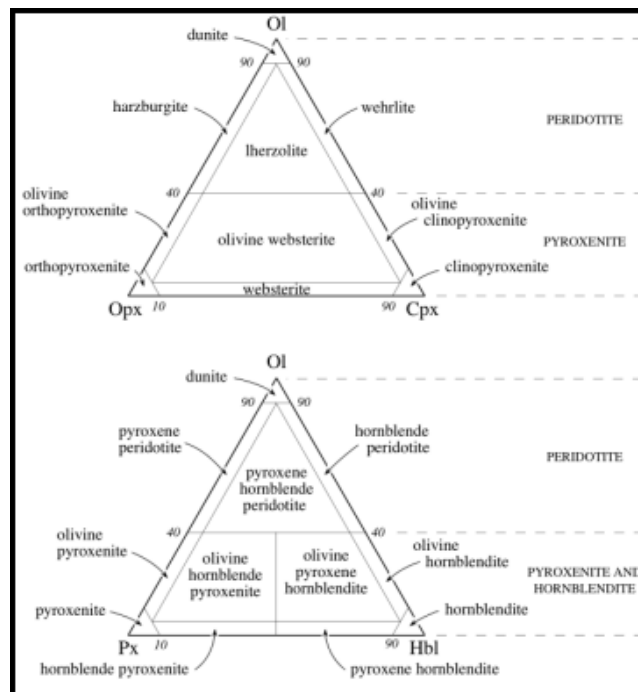 Ol
dunite
90 90
harzburgite
wehrlite
PERIDOTITE
lherzolite
40 40
olivine
orthopyroxenite
olivine
clinopyroxenite
olivine websterite
PYROXENITE
orthopyroxenite
clinopyroxenite
websterite
Opx 10 90 Cpx
Ol
dunite
90 90
pyroxene
peridotite
hornblende
peridotite
PERIDOTITE
pyroxene
hornblende
peridotite
40 40
olivine
pyroxenite
olivine
hornblende
pyroxenite
olivine
pyroxene
hornblendite
olivine
hornblendite
PYROXENITE AND
HORNBLENDITE
pyroxenite
hornblendite
Px 10 90 Hbl
hornblende pyroxenite
pyroxene hornblendite